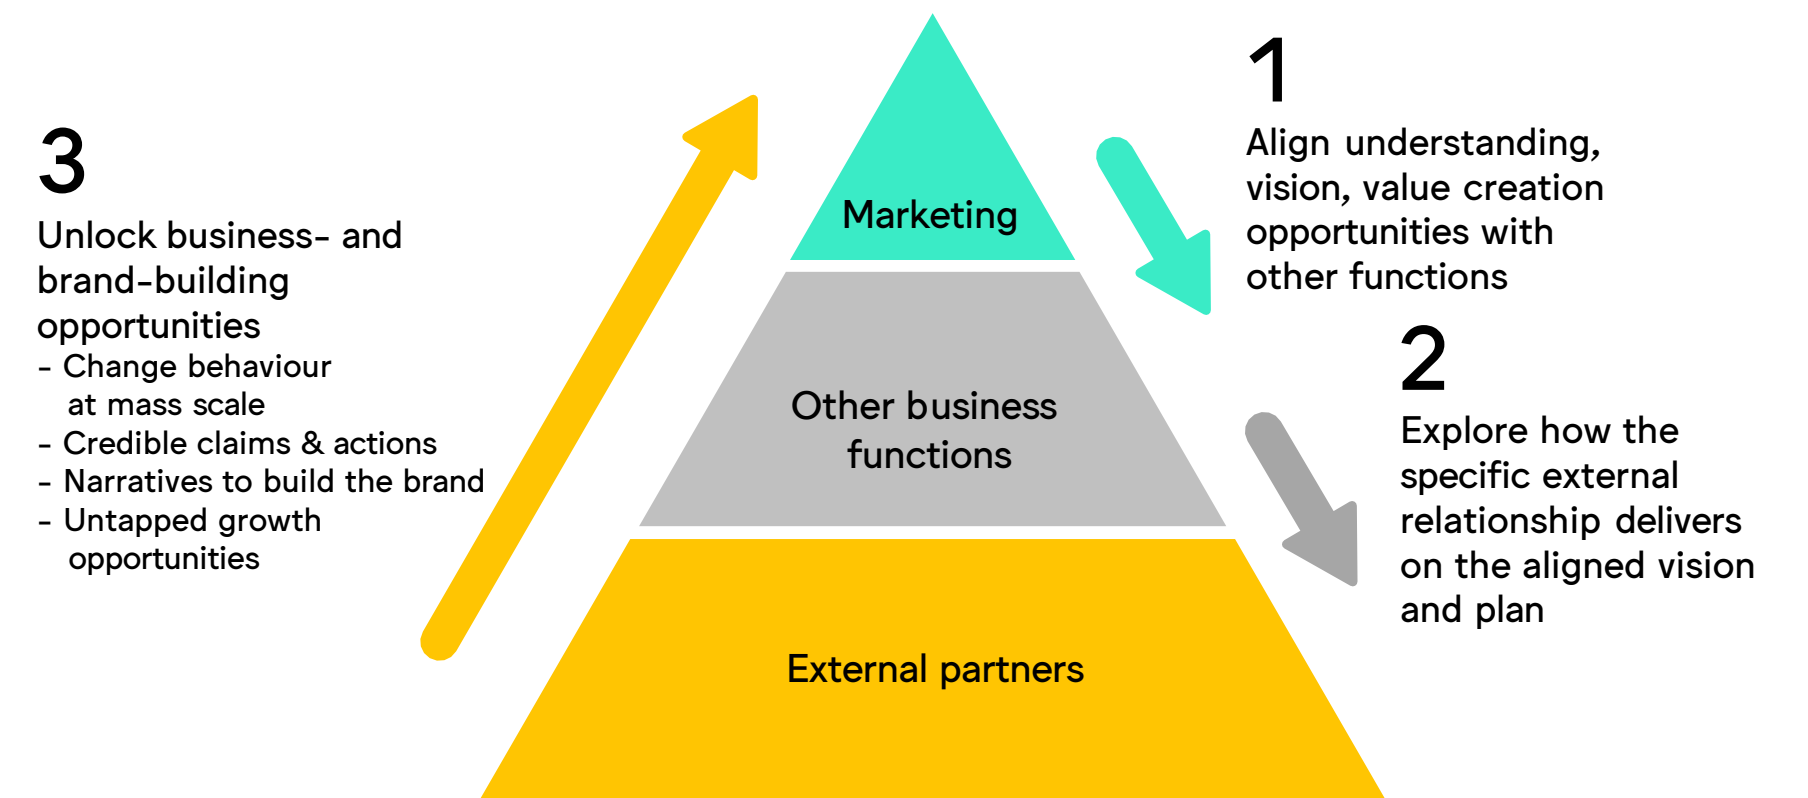 1
Align understanding,
vision, value creation
opportunities with
other functions
2
Explore how the
specific external
relationship delivers
on the aligned vision
and plan
3
Unlock business- and
brand-building
opportunities
- Change behaviour
at mass scale
- Credible claims & actions
- Narratives to build the brand
- Untapped growth
opportunities
Marketing
Other business
functions
External partners